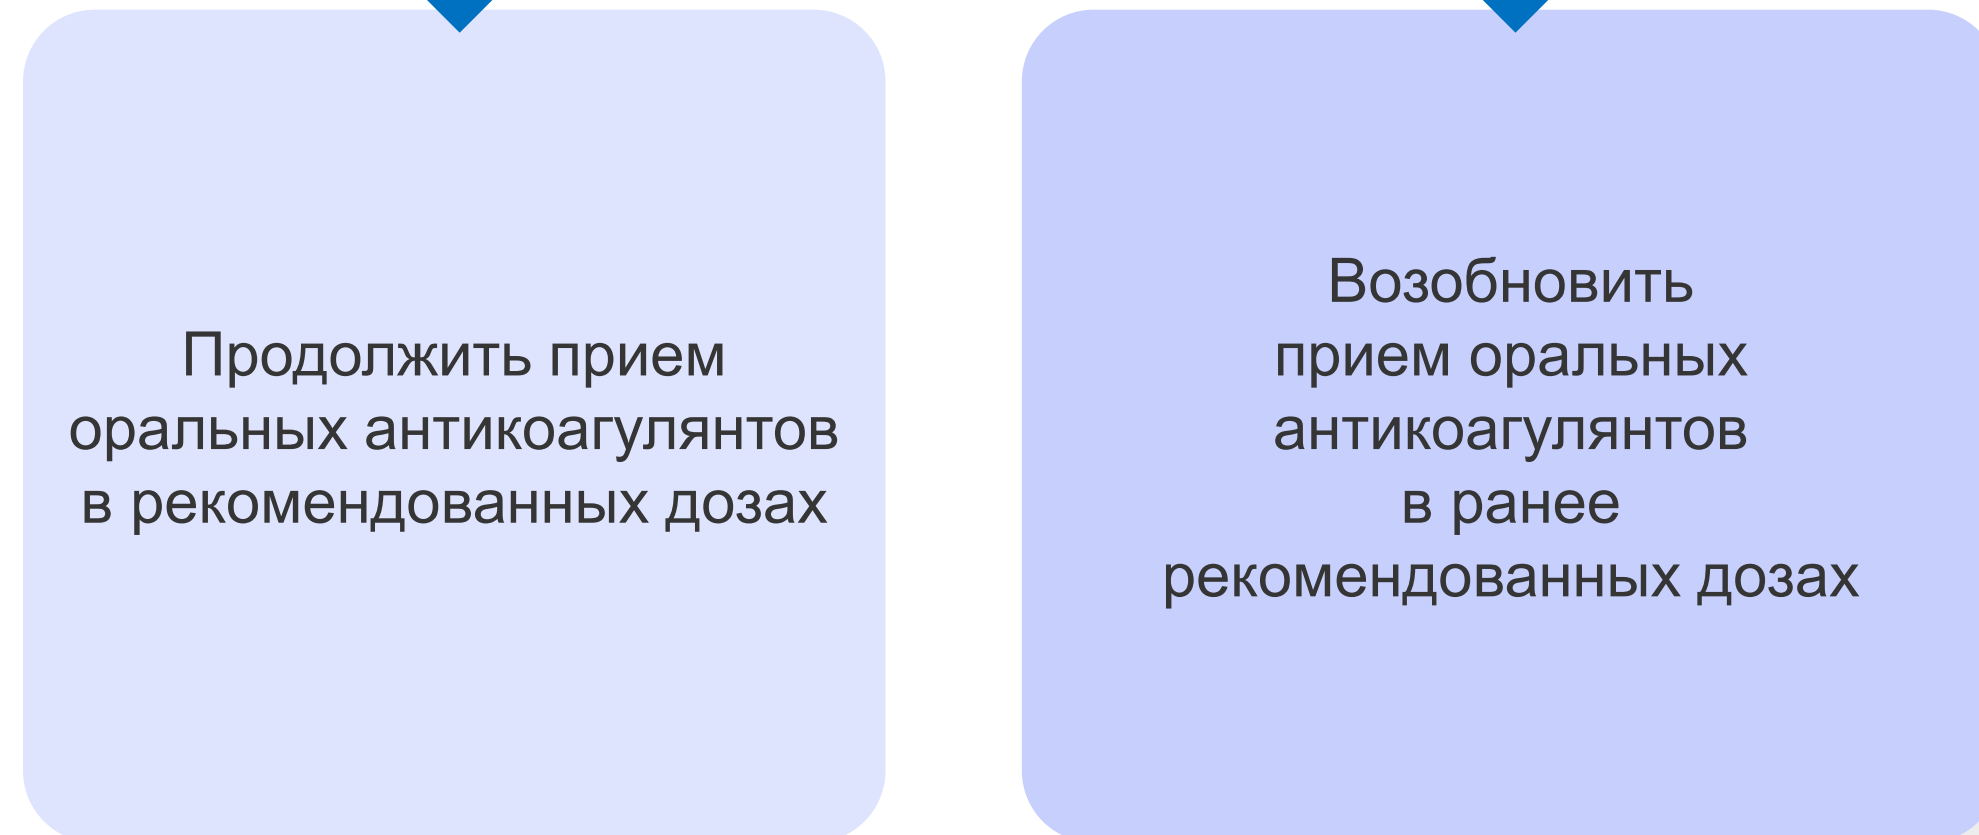 Продолжить прием
оральных антикоагулянтов
в рекомендованных дозах
Возобновить
прием оральных
антикоагулянтов
в ранее
рекомендованных дозах